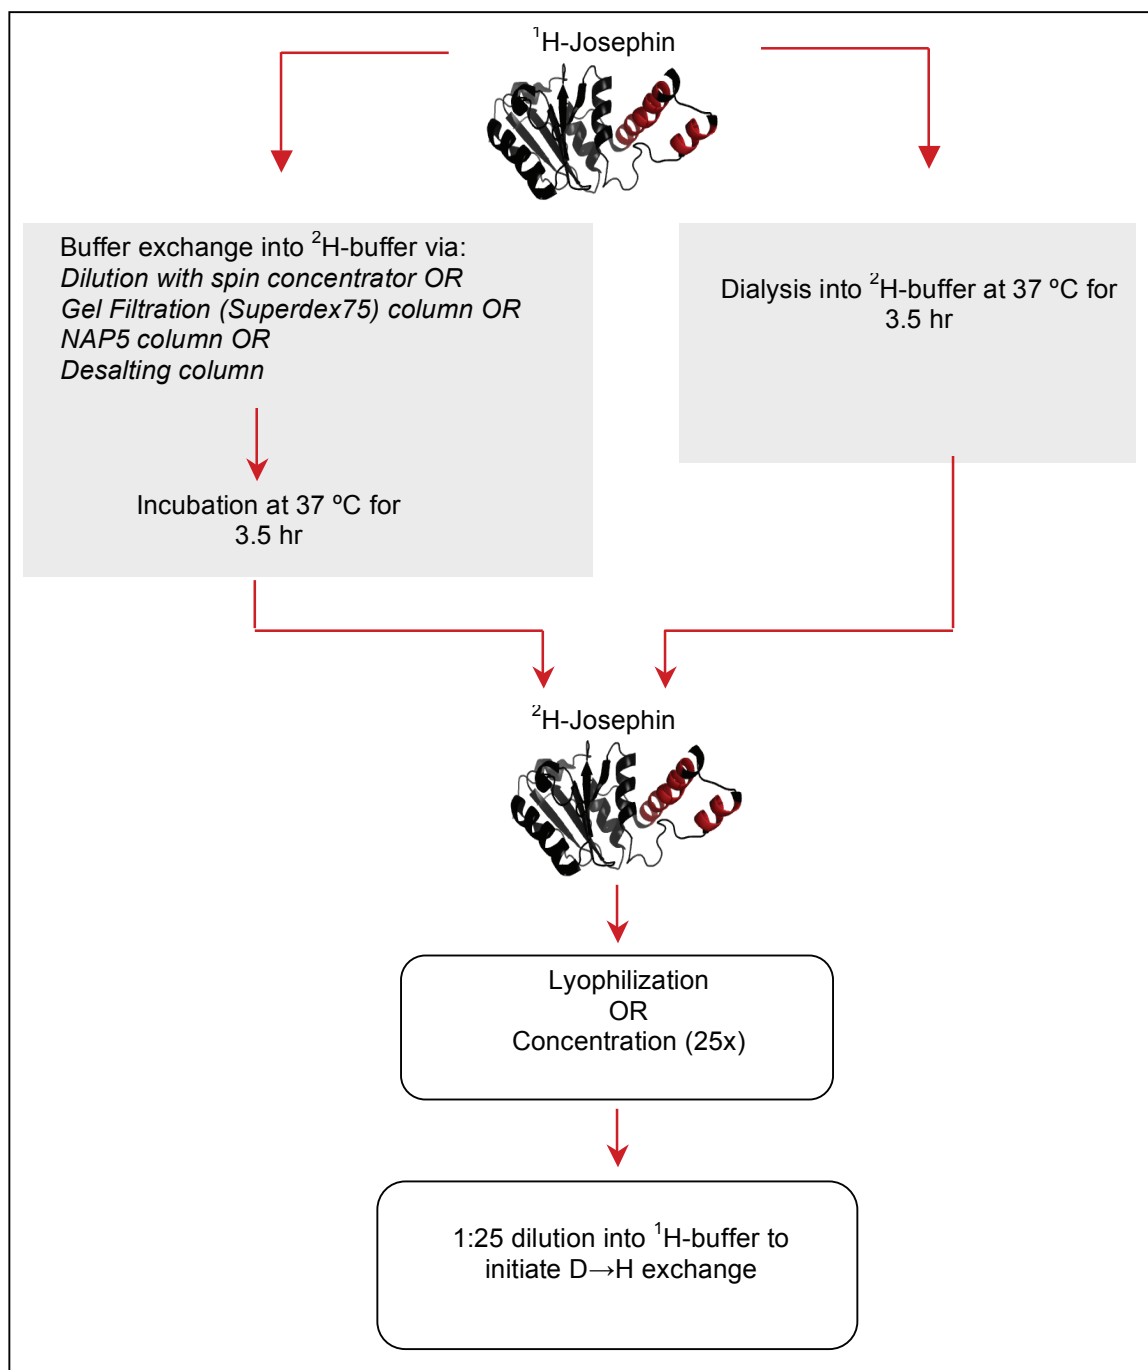 ¹H-Josephin
Buffer exchange into ²H-buffer via:
Dilution with spin concentrator OR
Gel Filtration (Superdex75) column OR
NAP5 column OR
Desalting column
Incubation at 37 ºC for
3.5 hr
Dialysis into ²H-buffer at 37 ºC for
3.5 hr
²H-Josephin
Lyophilization
OR
Concentration (25x)
1:25 dilution into ¹H-buffer to
initiate D→H exchange